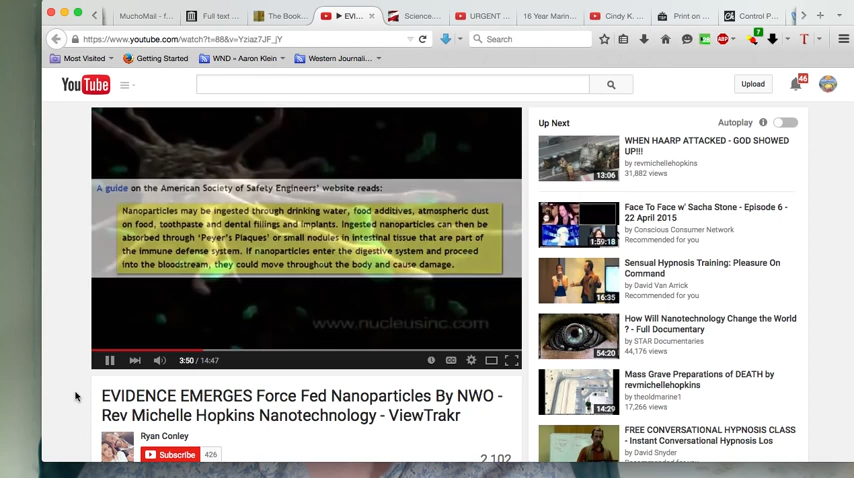 MuchoMail - f...
Full text
The Book...
▶ EVI...
Science...
URGENT
16 Year Marin...
Cindy K.
Print on
Control P
https://www.youtube.com/watch?t=88&v=Yziaz7JF_jY
Search
ABP
7
T
Most Visited
Getting Started
WND » Aaron Klein
Western Journali...
YouTube
Upload
46
A guide on the American Society of Safety Engineers' website reads:
Nanoparticles may be ingested through drinking water, food additives, atmospheric dust
on food, toothpaste and dental fillings and implants. Ingested nanoparticles can then be
absorbed through 'Peyer's Plaques' or small nodules in intestinal tissue that are part of
the immune defense system. If nanoparticles enter the digestive system and proceed
into the bloodstream, they could move throughout the body and cause damage.
www.nucleusinc.com
3:50 / 14:47
EVIDENCE EMERGES Force Fed Nanoparticles By NWO -
Rev Michelle Hopkins Nanotechnology - ViewTrakr
Ryan Conley
Subscribe 426
2,102
Up Next
Autoplay
WHEN HAARP ATTACKED - GOD SHOWED
UP!!!
by revmichellehopkins
31,882 views
13:06
Face To Face w' Sacha Stone - Episode 6 -
22 April 2015
by Conscious Consumer Network
Recommended for you
1:59:18
Sensual Hypnosis Training: Pleasure On
Command
by David Van Arrick
Recommended for you
16:35
How Will Nanotechnology Change the World
? - Full Documentary
by STAR Documentaries
44,176 views
54:20
Mass Grave Preparations of DEATH by
revmichellehopkins
by theoldmarine1
17,266 views
14:29
FREE CONVERSATIONAL HYPNOSIS CLASS
- Instant Conversational Hypnosis Los
by David Snyder